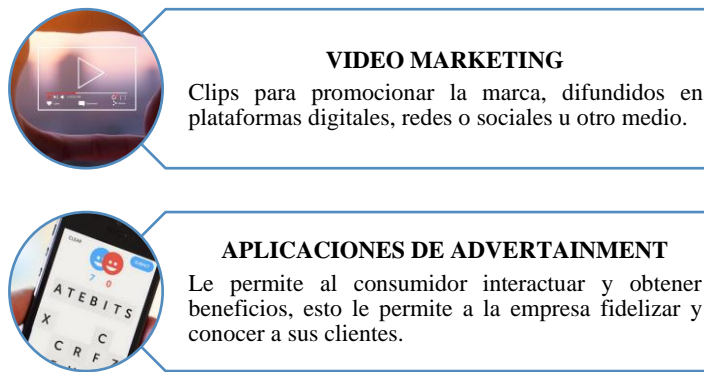 VIDEO MARKETING
Clips para promocionar la marca, difundidos en
plataformas digitales, redes o sociales u otro medio.
APLICACIONES DE ADVERTAINMENT
Le permite al consumidor interactuar y obtener
beneficios, esto le permite a la empresa fidelizar y
conocer a sus clientes.
CLEAR
7 0
ATEBITS
X C
C R F Z